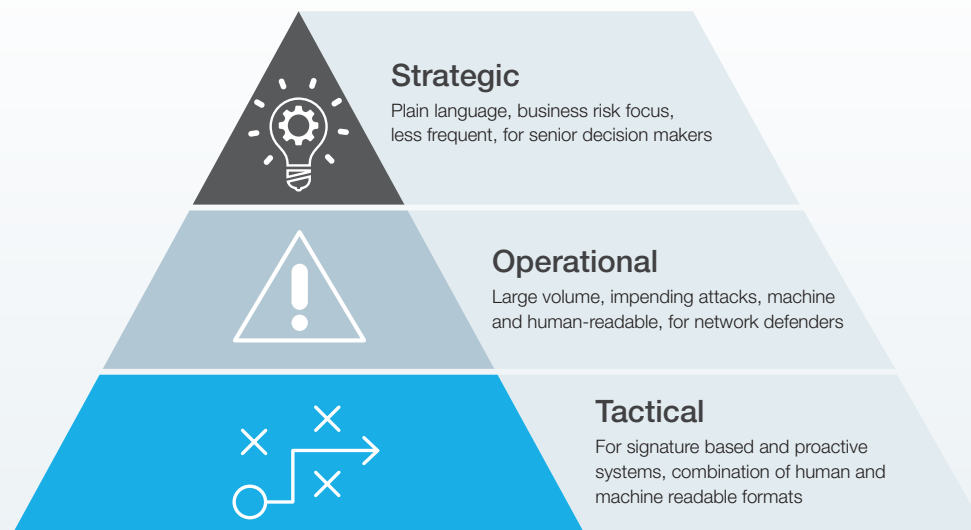 Strategic
Plain language, business risk focus,
less frequent, for senior decision makers
Operational
Large volume, impending attacks, machine
and human-readable, for network defenders
Tactical
For signature based and proactive
systems, combination of human and
machine readable formats